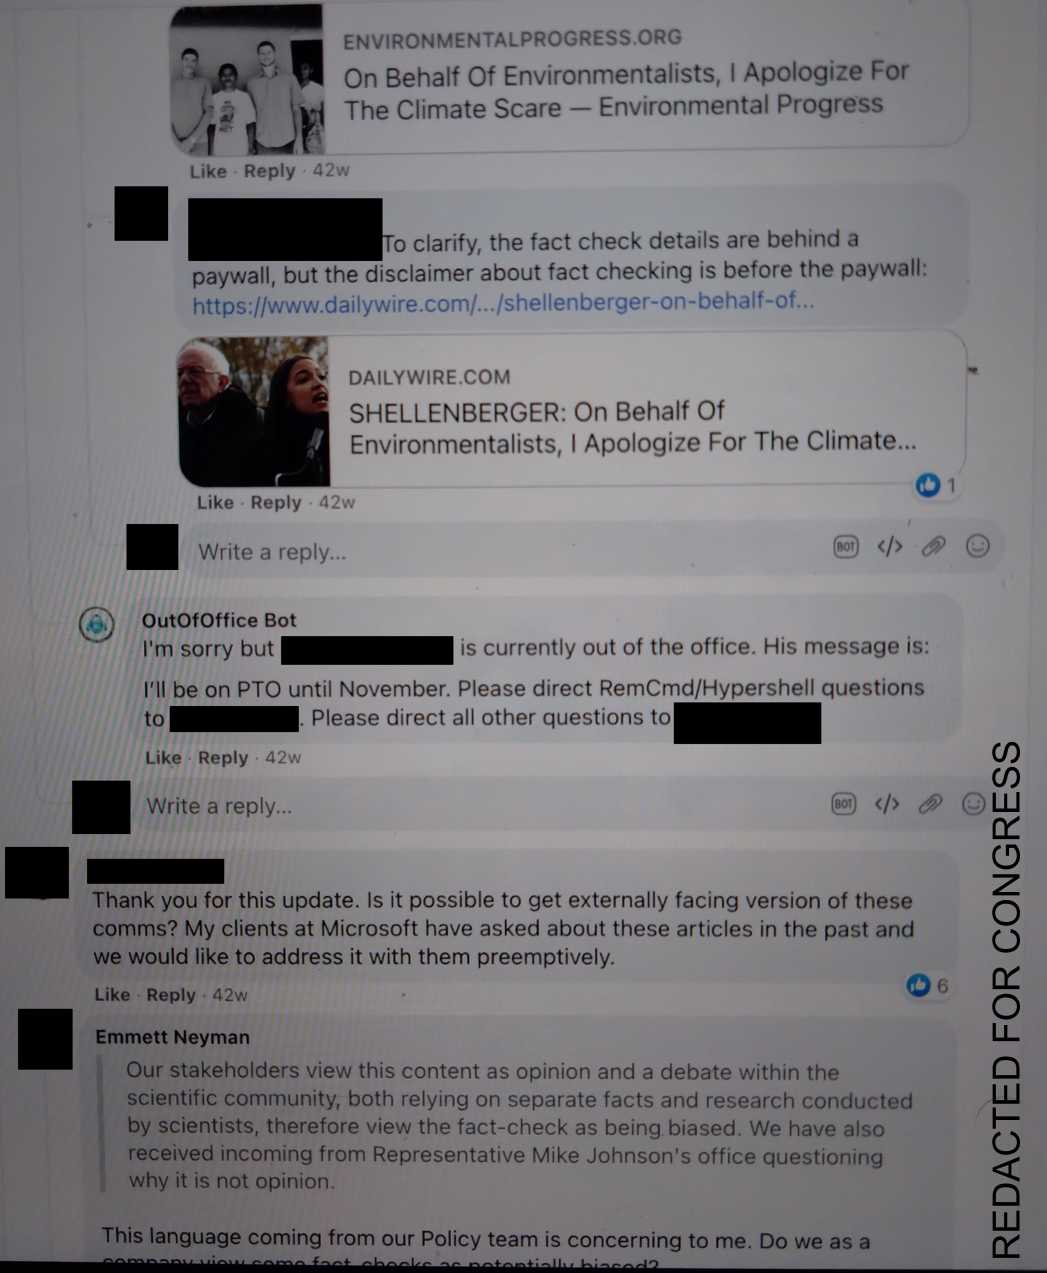 ENVIRONMENTALPROGRESS.ORG
On Behalf Of Environmentalists, I Apologize For
The Climate Scare — Environmental Progress
Like · Reply · 42w
To clarify, the fact check details are behind a
paywall, but the disclaimer about fact checking is before the paywall:
https://www.dailywire.com/.../shellenberger-on-behalf-of...
DAILYWIRE.COM
SHELLENBERGER: On Behalf Of
Environmentalists, I Apologize For The Climate...
1
Like · Reply · 42w
Write a reply...
BOT </>
OutOfOffice Bot
I'm sorry but is currently out of the office. His message is:
I'll be on PTO until November. Please direct RemCmd/Hypershell questions
to . Please direct all other questions to
Like · Reply · 42w
Write a reply...
BOT </>
Thank you for this update. Is it possible to get externally facing version of these
comms? My clients at Microsoft have asked about these articles in the past and
we would like to address it with them preemptively.
6
Like · Reply · 42w
Emmett Neyman
Our stakeholders view this content as opinion and a debate within the
scientific community, both relying on separate facts and research conducted
by scientists, therefore view the fact-check as being biased. We have also
received incoming from Representative Mike Johnson's office questioning
why it is not opinion.
This language coming from our Policy team is concerning to me. Do we as a
company view some fact-checks as potentially biased?
REDACTED FOR CONGRESS